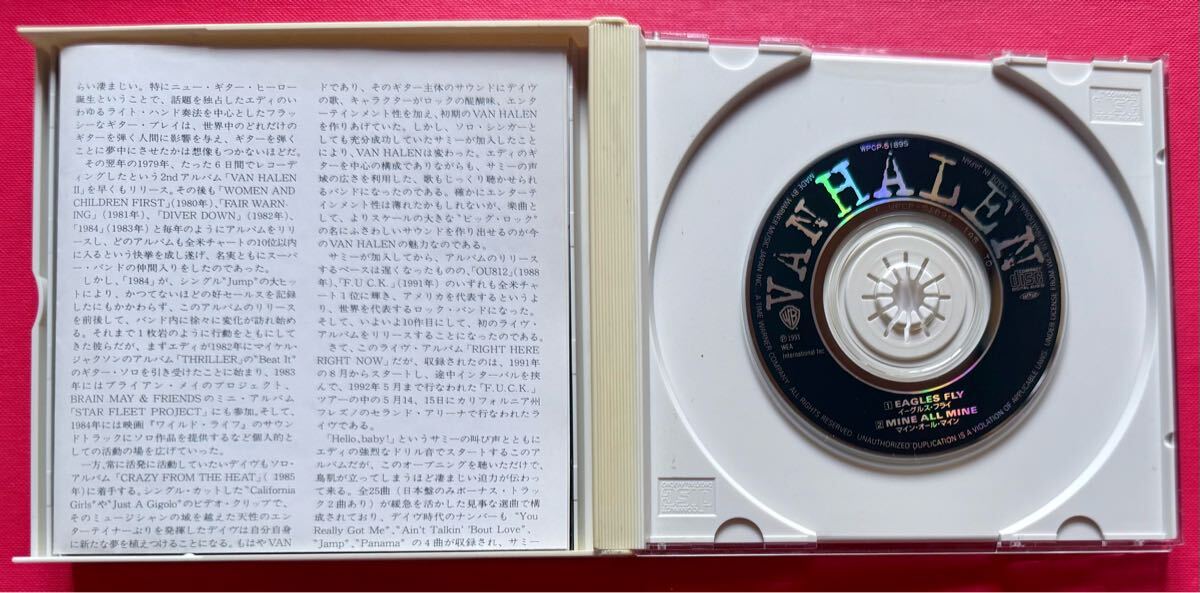 らい凄まじい。特にニュー・ギター・ヒーロー
誕生ということで、話題を独占したエディのい
わゆるライト・ハンド奏法を中心としたフラッ
シーなギター・プレイは、世界中のどれだけの
ギターを弾く人間に影響を与え、ギターを弾く
ことに夢中にさせたかは想像もつかないほどだ。
その翌年の1979年、たった6日間でレコーデ
ィングしたという2ndアルバム「VAN HALEN
II」を早くもリリース。その後も「WOMEN AND
CHILDREN FIRST」(1980年)、「FAIR WARN-
ING」(1981年)、「DIVER DOWN」(1982年)、
「1984」(1983年)と毎年のようにアルバムをリリ
ースし、どのアルバムも全米チャートの10位以内
に入るという快挙を成し遂げ、名実ともにスーパ
ー・バンドの仲間入りをしたのであった。
しかし、「1984」が、シングル"Jump"の大ヒッ
トにより、かつてないほどの好セールスを記録
したにもかかわらず、このアルバムのリリース
を前後して、バンド内に徐々に変化が訪れ始め
る。それまで1枚岩のように行動をともにして
きた彼らだが、まずエディが1982年にマイケル・
ジャクソンのアルバム「THRILLER」の"Beat It"
のギター・ソロを引き受けたことに始まり、1983
年にはブライアン・メイのプロジェクト、
BRAIN MAY & FRIENDSのミニ・アルバム
「STAR FLEET PROJECT」にも参加。そして、
1984年には映画『ワイルド・ライフ』のサウン
ドトラックにソロ作品を提供するなど個人的と
しての活動の場を広げていった。
一方、常に活発に活動していたデイヴもソロ・
アルバム「CRAZY FROM THE HEAT」(1985
年)に着手する。シングル・カットした"California
Girls"や"Just A Gigolo"のビデオ・クリップで、
そのミュージシャンの域を越えた天性のエン
ターテイナーぶりを発揮したデイヴは自分自身
に新たな夢を植えつけることになる。もはやVAN
ドであり、そのギター主体のサウンドにデイヴ
の歌、キャラクターがロックの醍醐味、エンタ
ーテインメント性を加え、初期のVAN HALEN
を作りあげていた。しかし、ソロ・シンガーと
しても充分成功していたサミーが加入したこと
により、VAN HALENは変わった。エディのギ
ターを中心の構成でありながらも、サミーの声
域の広さを利用した、歌もじっくり聴かせられ
るバンドになったのである。確かにエンターテ
インメント性は薄れたかもしれないが、楽曲と
して、よりスケールの大きな"ビッグ・ロック"
の名にふさわしいサウンドを作り出せるのが今
のVAN HALENの魅力なのである。
サミーが加入してから、アルバムのリリース
するペースは遅くなったものの、「OU812」(1988
年)、「F.U.C.K.」(1991年)のいずれも全米チャー
ト1位に輝き、アメリカを代表するというよ
り、世界を代表するロック・バンドになった。
そして、いよいよ10作目にして、初のライヴ・
アルバムをリリースすることになったのである。
さて、このライヴ・アルバム「RIGHT HERE
RIGHT NOW」だが、収録されたのは、1991年
の8月からスタートし、途中インターバルを挟
んで、1992年5月まで行なわれた「F.U.C.K.」
ツアーの中の5月14、15日にカリフォルニア州
フレズノのセランド・アリーナで行なわれたラ
イヴである。
「Hello, baby!」というサミーの叫び声とともに
エディの強烈なドリル音でスタートするこのア
ルバムだが、このオープニングを聴いただけで、
鳥肌が立ってしまうほど凄まじい迫力が伝わっ
て来る。全25曲(日本盤のみボーナス・トラッ
ク2曲あり)が緩急を活かした見事な選曲で構
成されており、デイヴ時代のナンバーも"You
Really Got Me"、"Ain't Talkin' 'Bout Love"、
"Jamp"、"Panama"の4曲が収録され、サミー
WPCP-5189S
VAN HALEN
COMPACT
disc
DIGITAL AUDIO
WB
Ⓟ1993
WEA
International Inc.
1 EAGLES FLY
イーグルス・フライ
2 MINE ALL MINE
マイン・オール・マイン
MADE BY WARNER MUSIC JAPAN INC., A TIME WARNER COMPANY. ALL RIGHTS RESERVED. UNAUTHORIZED DUPLICATION IS A VIOLATION OF APPLICABLE LAWS. UNDER LICENSE FROM WEA INTERNATIONAL INC. MADE IN JAPAN